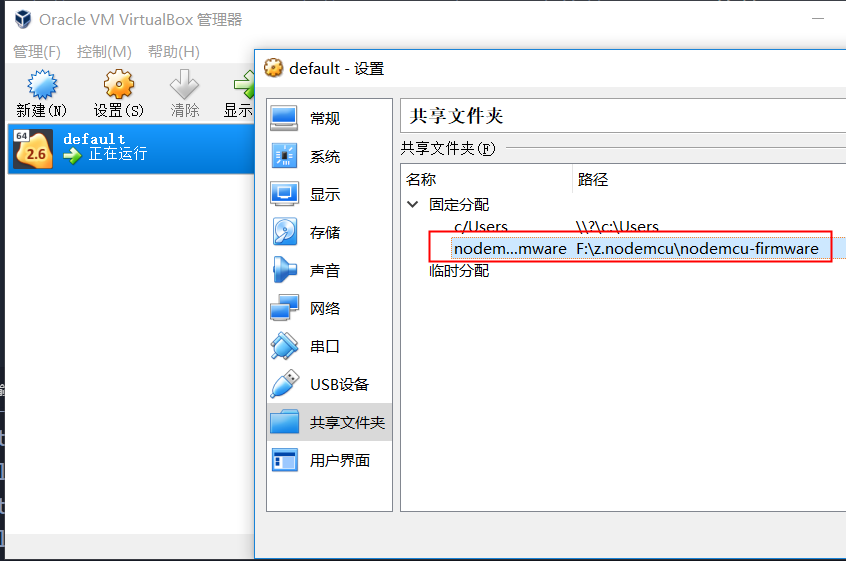 Oracle VM VirtualBox 管理器
管理(F) 控制(M) 帮助(H)
新建(N) 设置(S) 清除 显示
64
2.6
default
正在运行
default - 设置
常规
系统
显示
存储
声音
网络
串口
USB设备
共享文件夹
用户界面
共享文件夹
共享文件夹(F)
名称 路径
固定分配
c/Users \\?\c:\Users
nodem...mware F:\z.nodemcu\nodemcu-firmware
临时分配